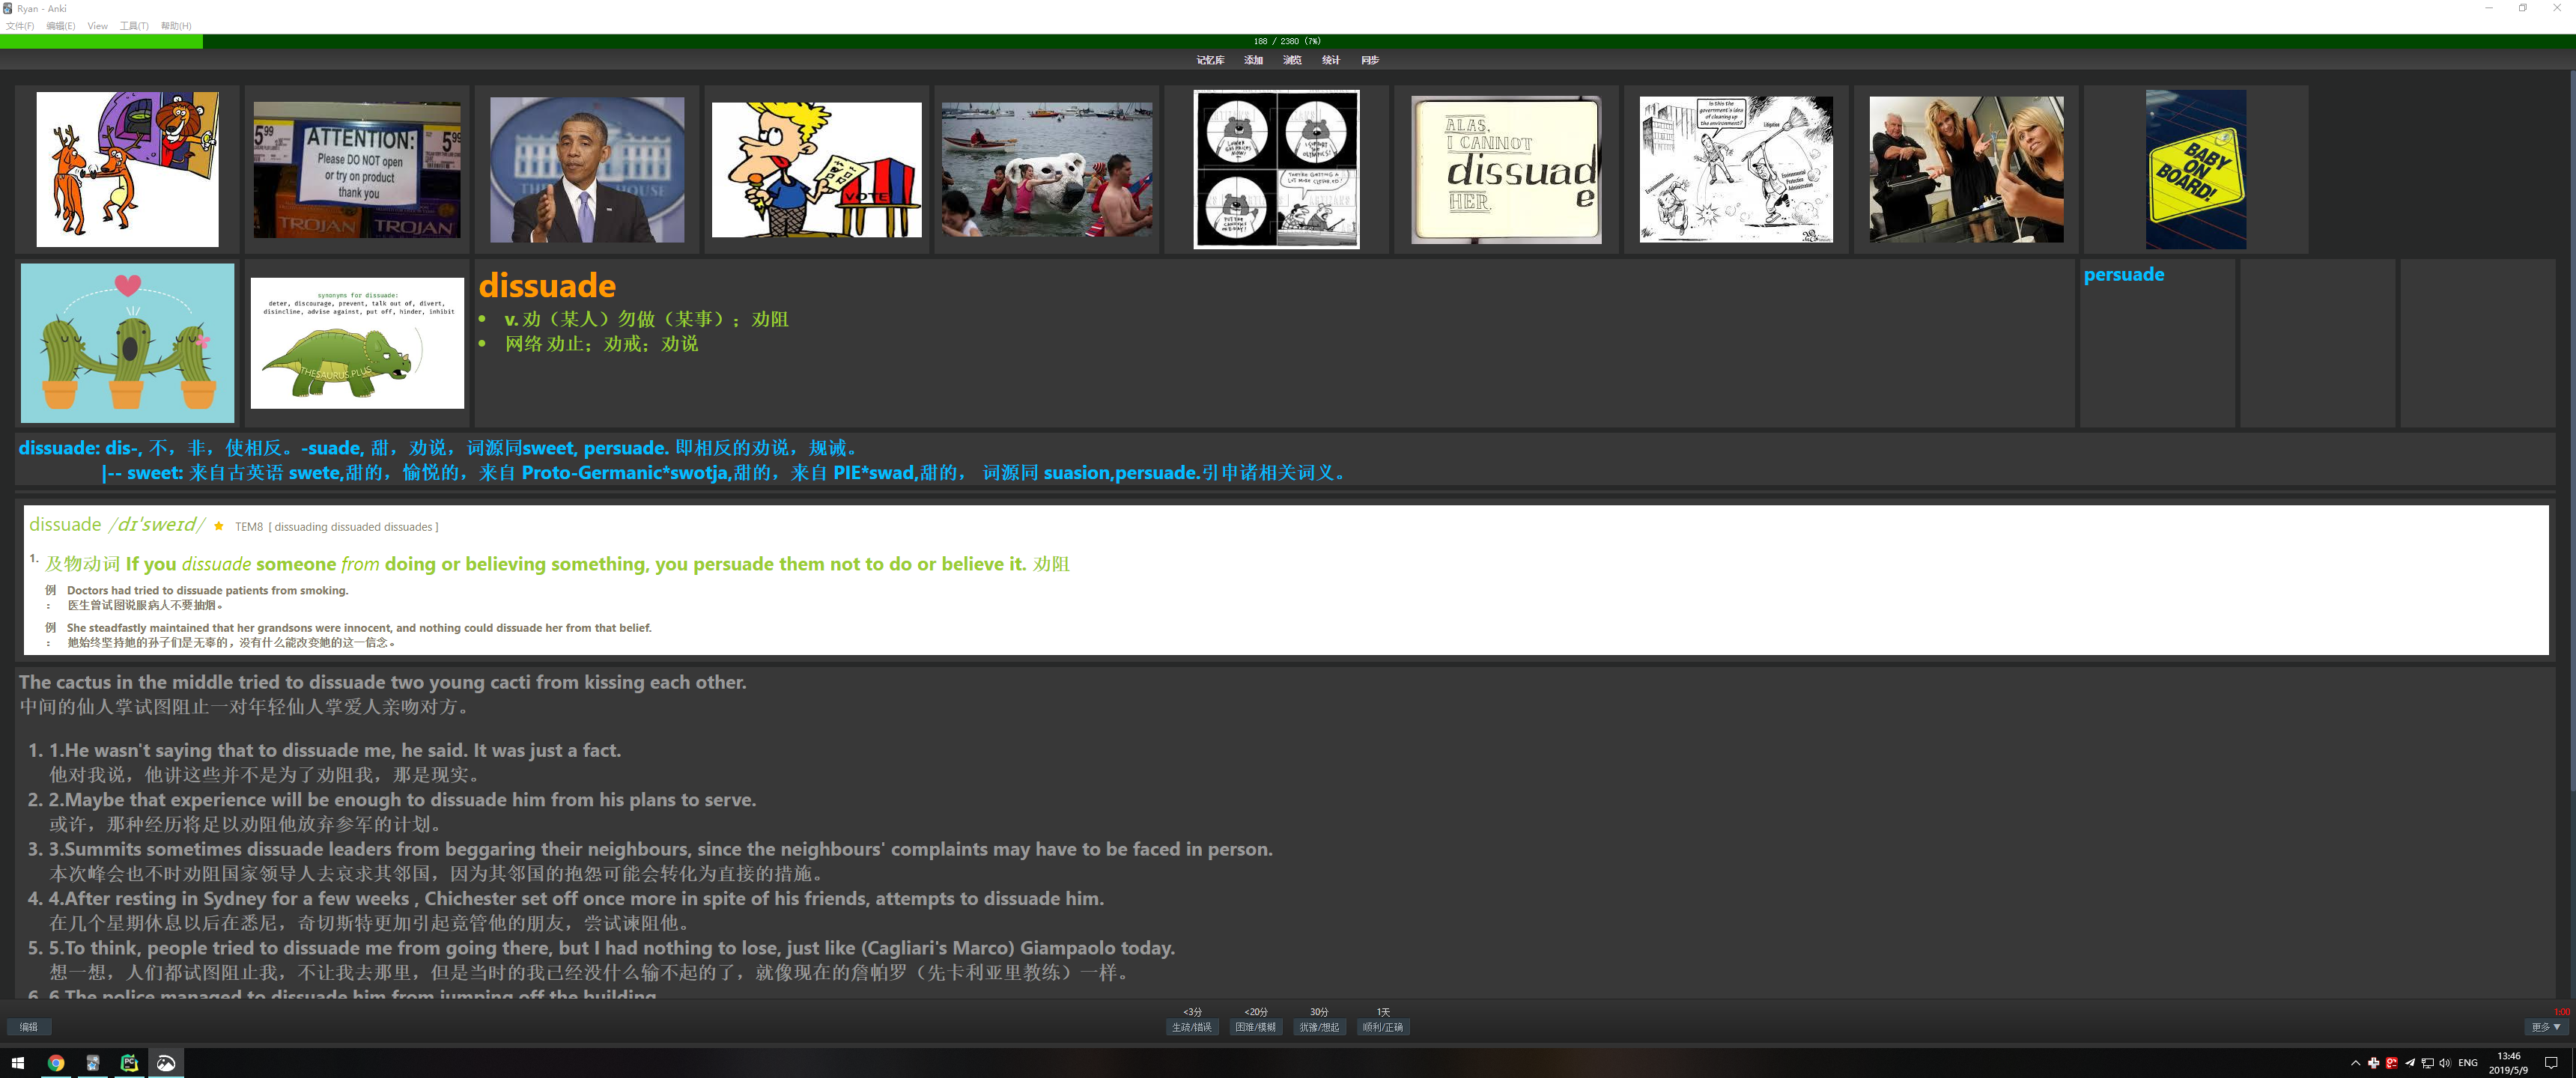 Ryan - Anki
文件(F) 编辑(E) View 工具(T) 帮助(H)
188 / 2380 (7%)
记忆库 添加 浏览 统计 同步
5.99
ATTENTION:
Please DO NOT open
or try on product
thank you
5
TROJAN
TROJAN
VOTE
ALAS,
I CANNOT
dissuad
e
HER.
Is this the
government's idea
of cleaning up
the environment?
Litigation
Environmental
Protection
Administration
BABY
ON
BOARD!
synonyms for dissuade:
deter, discourage, prevent, talk out of, divert,
disincline, advise against, put off, hinder, inhibit
THESAURUS.PLUS
dissuade
• v. 劝（某人）勿做（某事）；劝阻
• 网络 劝止；劝戒；劝说
persuade
dissuade: dis-, 不，非，使相反。-suade, 甜，劝说，词源同sweet, persuade. 即相反的劝说，规诫。
|-- sweet: 来自古英语 swete,甜的，愉悦的，来自 Proto-Germanic*swotja,甜的，来自 PIE*swad,甜的， 词源同 suasion,persuade.引申诸相关词义。
dissuade /dɪ'sweɪd/ ★ TEM8 [ dissuading dissuaded dissuades ]
1. 及物动词 If you dissuade someone from doing or believing something, you persuade them not to do or believe it. 劝阻
例 Doctors had tried to dissuade patients from smoking.
： 医生曾试图说服病人不要抽烟。
例 She steadfastly maintained that her grandsons were innocent, and nothing could dissuade her from that belief.
： 她始终坚持她的孙子们是无辜的，没有什么能改变她的这一信念。
The cactus in the middle tried to dissuade two young cacti from kissing each other.
中间的仙人掌试图阻止一对年轻仙人掌爱人亲吻对方。
1. 1.He wasn't saying that to dissuade me, he said. It was just a fact.
他对我说，他讲这些并不是为了劝阻我，那是现实。
2. 2.Maybe that experience will be enough to dissuade him from his plans to serve.
或许，那种经历将足以劝阻他放弃参军的计划。
3. 3.Summits sometimes dissuade leaders from beggaring their neighbours, since the neighbours' complaints may have to be faced in person.
本次峰会也不时劝阻国家领导人去哀求其邻国，因为其邻国的抱怨可能会转化为直接的措施。
4. 4.After resting in Sydney for a few weeks , Chichester set off once more in spite of his friends, attempts to dissuade him.
在几个星期休息以后在悉尼，奇切斯特更加引起竟管他的朋友，尝试谏阻他。
5. 5.To think, people tried to dissuade me from going there, but I had nothing to lose, just like (Cagliari's Marco) Giampaolo today.
想一想，人们都试图阻止我，不让我去那里，但是当时的我已经没什么输不起的了，就像现在的詹帕罗（先卡利亚里教练）一样。
6. 6.The police managed to dissuade him from jumping off the building.
<3分 <20分 30分 1天
1:00
编辑 生疏/错误 困难/模糊 犹豫/想起 顺利/正确 更多 ▼
ENG
13:46
2019/5/9